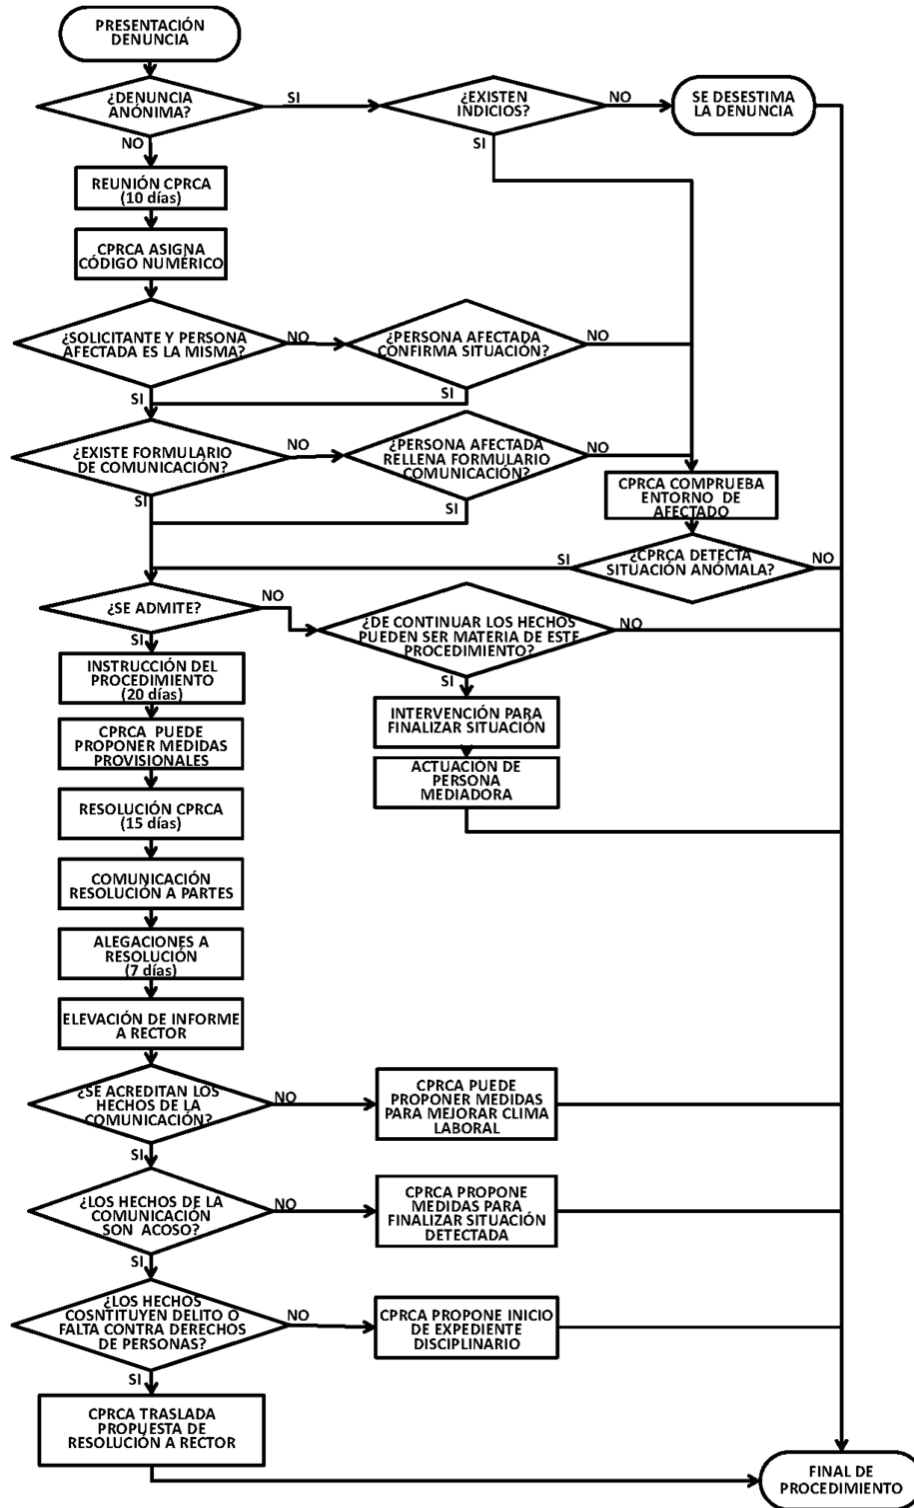 PRESENTACIÓN
DENUNCIA
¿DENUNCIA
ANÓNIMA?
SI
¿EXISTEN
INDICIOS?
NO
SE DESESTIMA
LA DENUNCIA
NO
SI
REUNIÓN CPRCA
(10 días)
CPRCA ASIGNA
CÓDIGO NUMÉRICO
¿SOLICITANTE Y PERSONA
AFECTADA ES LA MISMA?
NO
¿PERSONA AFECTADA
CONFIRMA SITUACIÓN?
NO
SI
SI
¿EXISTE FORMULARIO
DE COMUNICACIÓN?
NO
¿PERSONA AFECTADA
RELLENA FORMULARIO
COMUNICACIÓN?
NO
SI
SI
CPRCA COMPRUEBA
ENTORNO DE
AFECTADO
¿CPRCA DETECTA
SITUACIÓN ANÓMALA?
SI
NO
¿SE ADMITE?
NO
¿DE CONTINUAR LOS HECHOS
PUEDEN SER MATERIA DE ESTE
PROCEDIMIENTO?
NO
SI
SI
INSTRUCCIÓN DEL
PROCEDIMIENTO
(20 días)
INTERVENCIÓN PARA
FINALIZAR SITUACIÓN
CPRCA PUEDE
PROPONER MEDIDAS
PROVISIONALES
ACTUACIÓN DE
PERSONA
MEDIADORA
RESOLUCIÓN CPRCA
(15 días)
COMUNICACIÓN
RESOLUCIÓN A PARTES
ALEGACIONES A
RESOLUCIÓN
(7 días)
ELEVACIÓN DE INFORME
A RECTOR
¿SE ACREDITAN LOS
HECHOS DE LA
COMUNICACIÓN?
NO
CPRCA PUEDE
PROPONER MEDIDAS
PARA MEJORAR CLIMA
LABORAL
SI
¿LOS HECHOS DE LA
COMUNICACIÓN
SON ACOSO?
NO
CPRCA PROPONE
MEDIDAS PARA
FINALIZAR SITUACIÓN
DETECTADA
SI
¿LOS HECHOS
COSNTITUYEN DELITO O
FALTA CONTRA DERECHOS
DE PERSONAS?
NO
CPRCA PROPONE INICIO
DE EXPEDIENTE
DISCIPLINARIO
SI
CPRCA TRASLADA
PROPUESTA DE
RESOLUCIÓN A RECTOR
FINAL DE
PROCEDIMIENTO